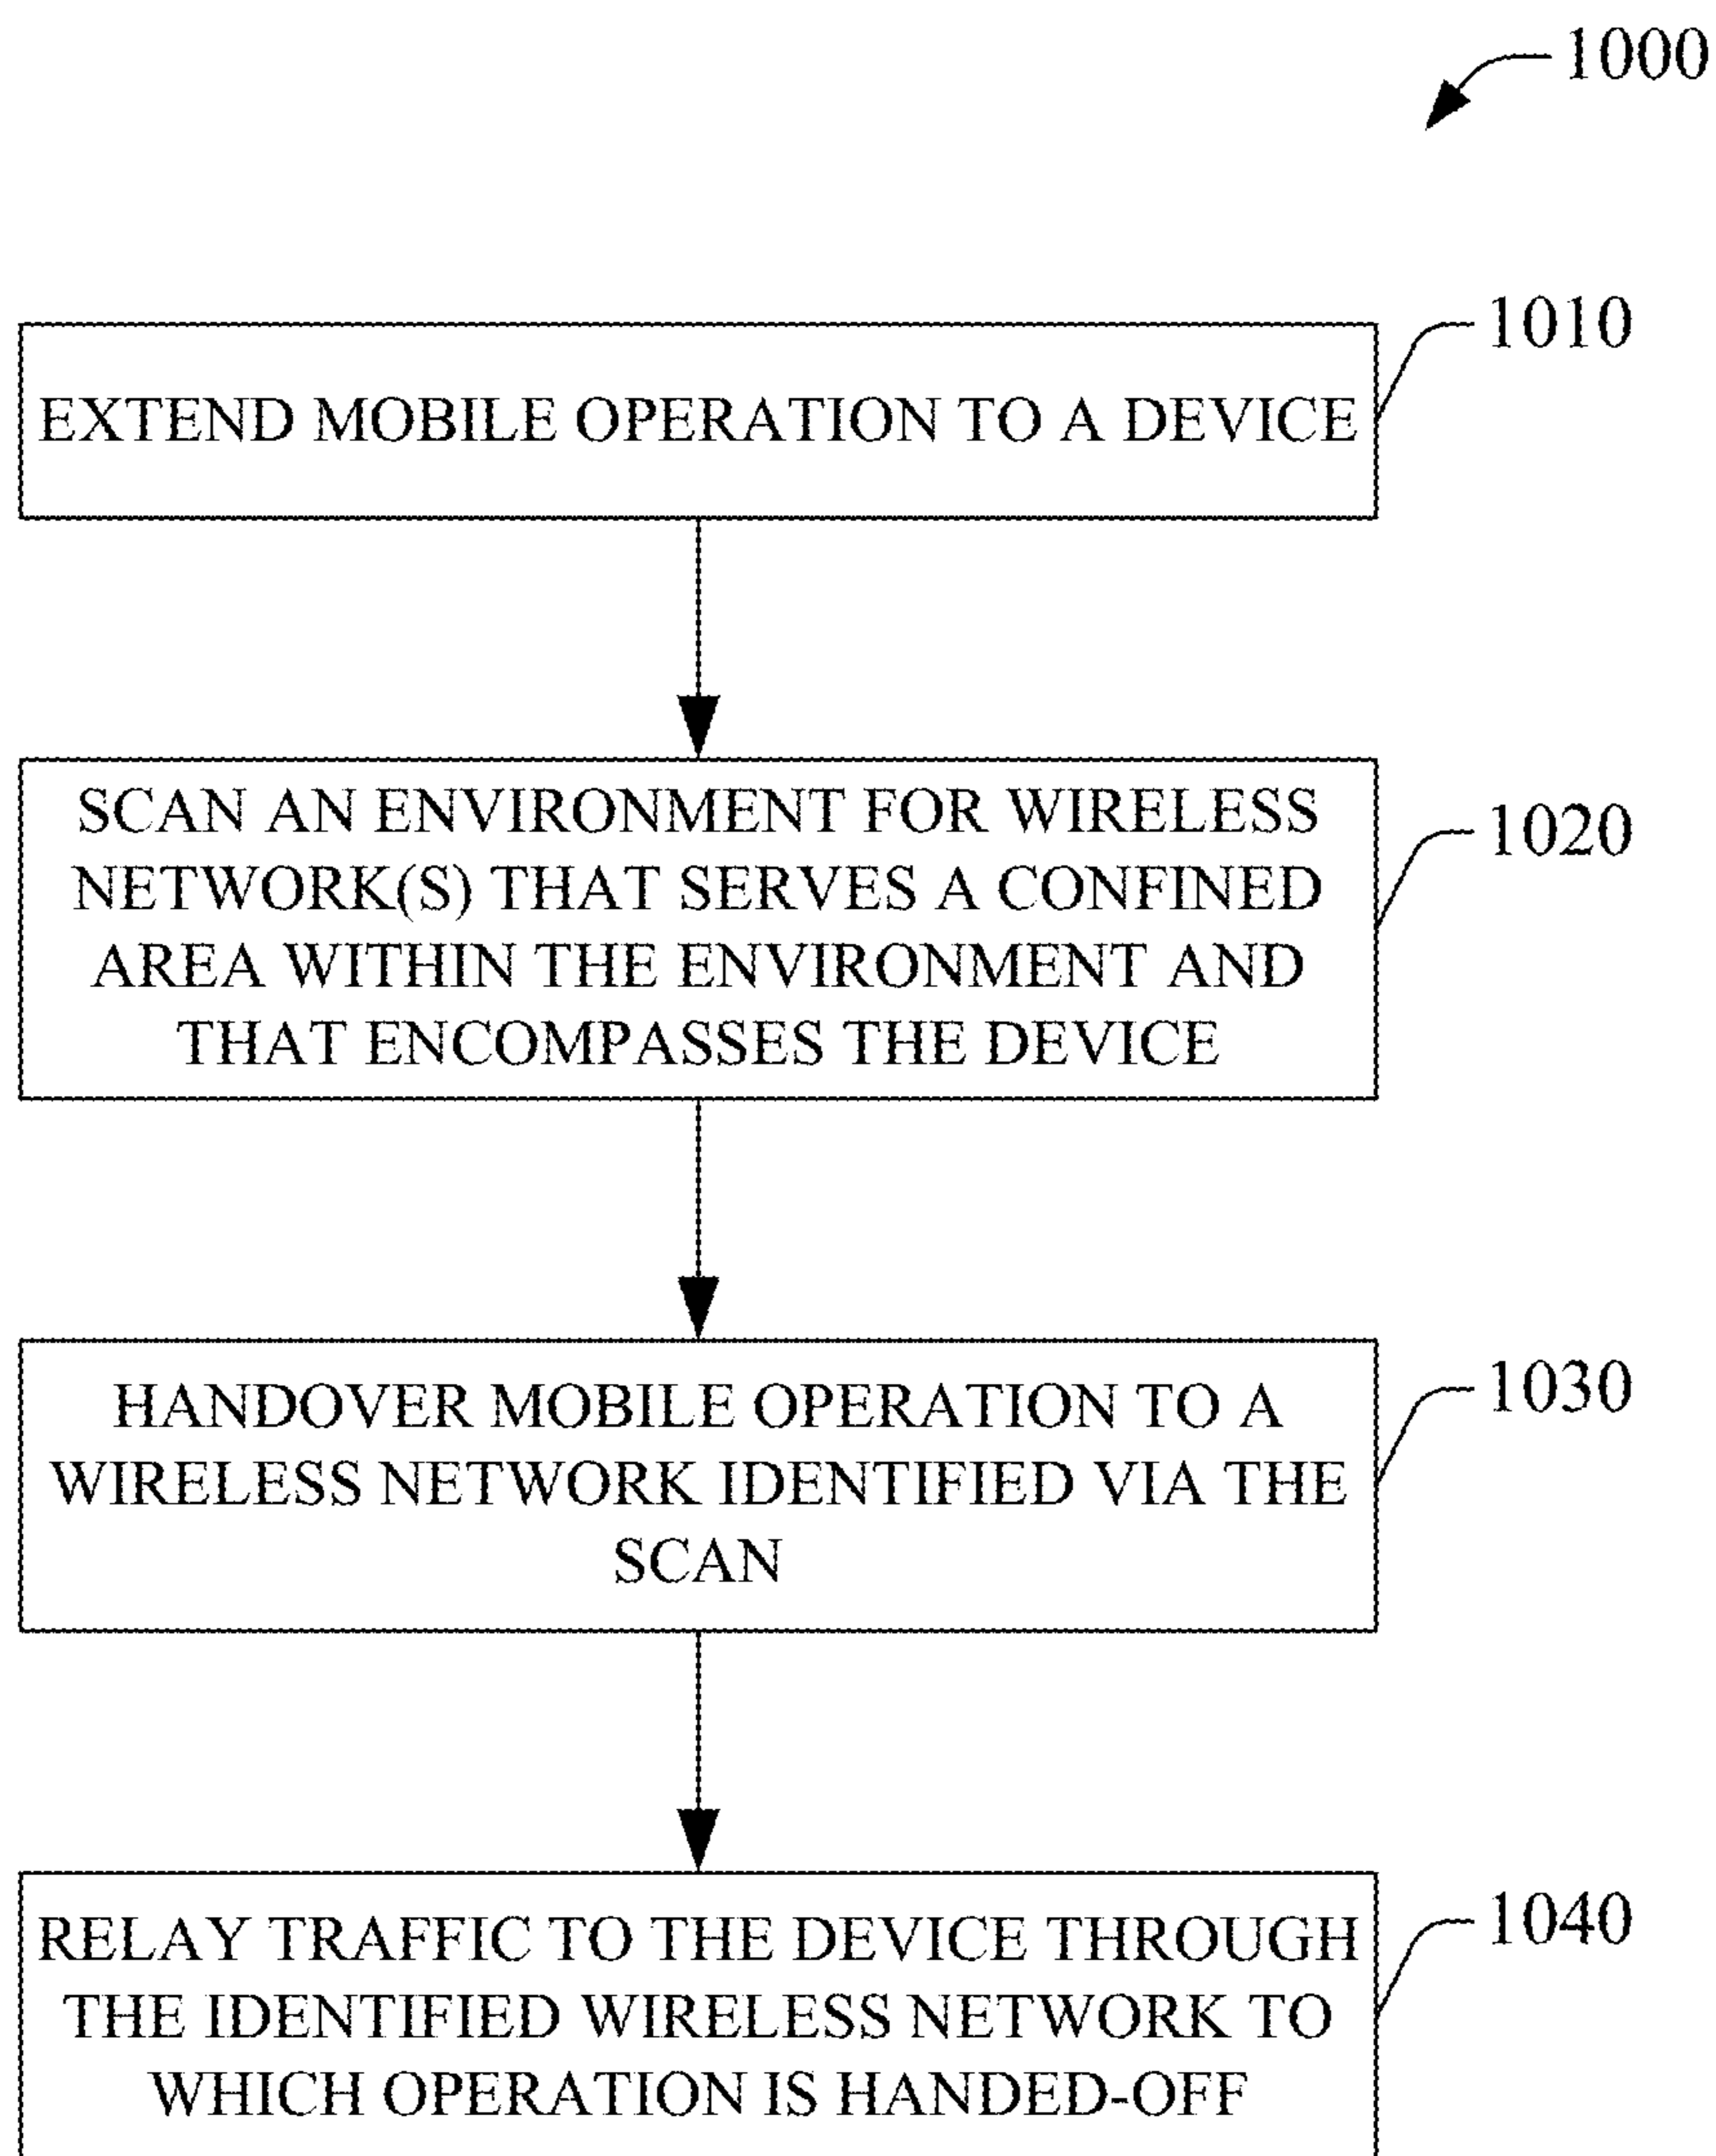 1000
1010
EXTEND MOBILE OPERATION TO A DEVICE
SCAN AN ENVIRONMENT FOR WIRELESS
NETWORK(S) THAT SERVES A CONFINED
AREA WITHIN THE ENVIRONMENT AND
THAT ENCOMPASSES THE DEVICE
1020
HANDOVER MOBILE OPERATION TO A
WIRELESS NETWORK IDENTIFIED VIA THE
SCAN
1030
RELAY TRAFFIC TO THE DEVICE THROUGH
THE IDENTIFIED WIRELESS NETWORK TO
WHICH OPERATION IS HANDED-OFF
1040